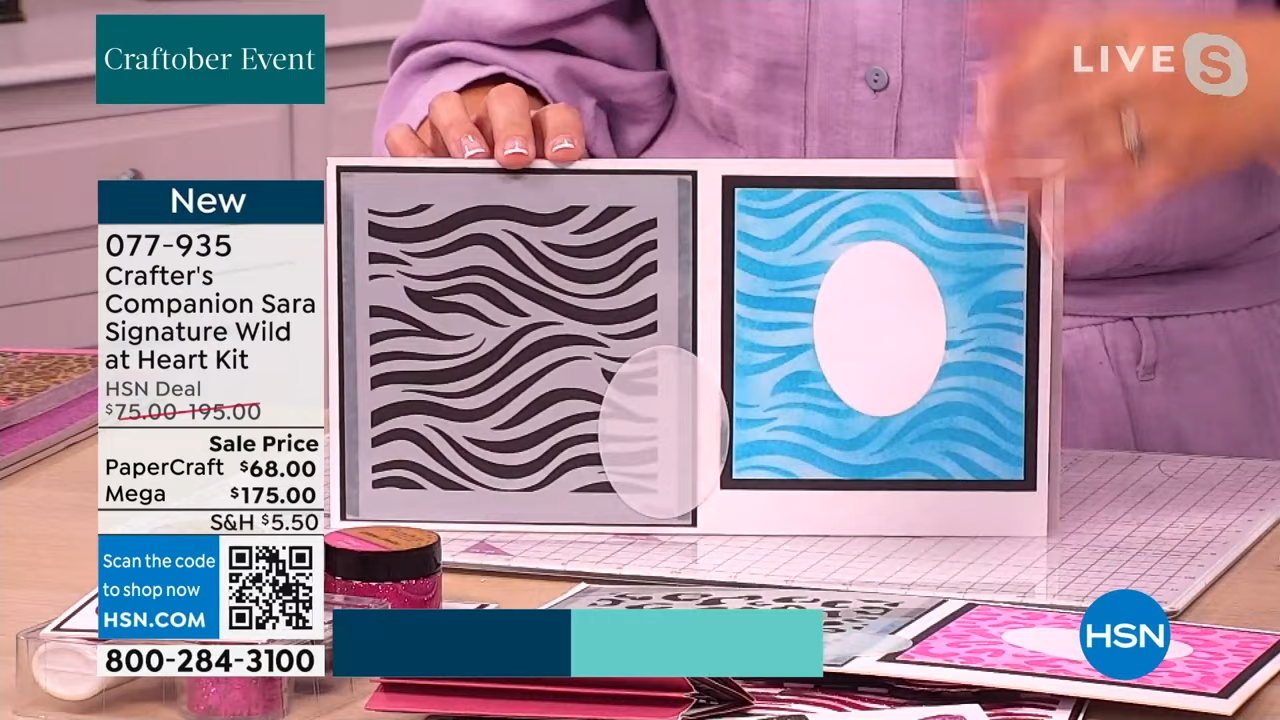 Craftober Event
LIVE S
New
077-935
Crafter's
Companion Sara
Signature Wild
at Heart Kit
HSN Deal
$75.00-195.00
Sale Price
PaperCraft $68.00
Mega $175.00
S&H $5.50
Scan the code
to shop now
HSN.COM
800-284-3100
HSN